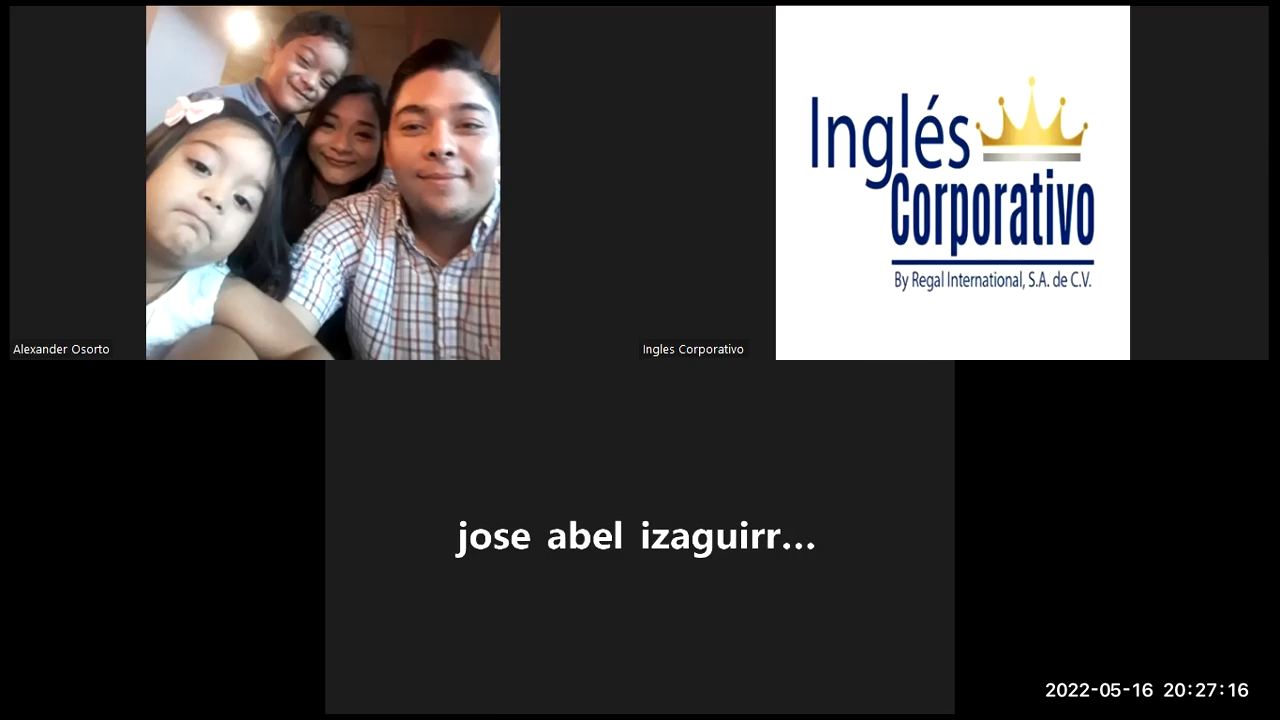 Inglés
Corporativo
By Regal International, S.A. de C.V.
Alexander Osorto
Ingles Corporativo
jose abel izaguirr...
2022-05-16 20:27:16